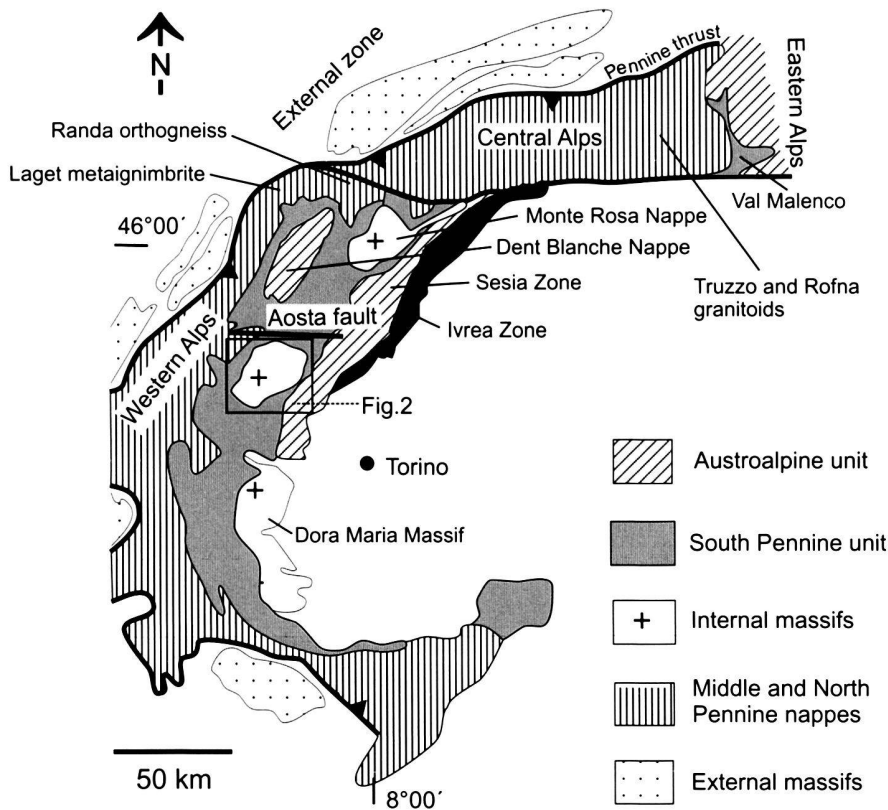 N
External zone
Pennine thrust
Eastern Alps
Randa orthogneiss
Central Alps
Laget metaignimbrite
Val Malenco
46°00´
Monte Rosa Nappe
Dent Blanche Nappe
Sesia Zone
Truzzo and Rofna
granitoids
Aosta fault
Ivrea Zone
Western Alps
Fig.2
Torino
Austroalpine unit
Dora Maria Massif
South Pennine unit
Internal massifs
Middle and North
Pennine nappes
50 km
8°00´
External massifs